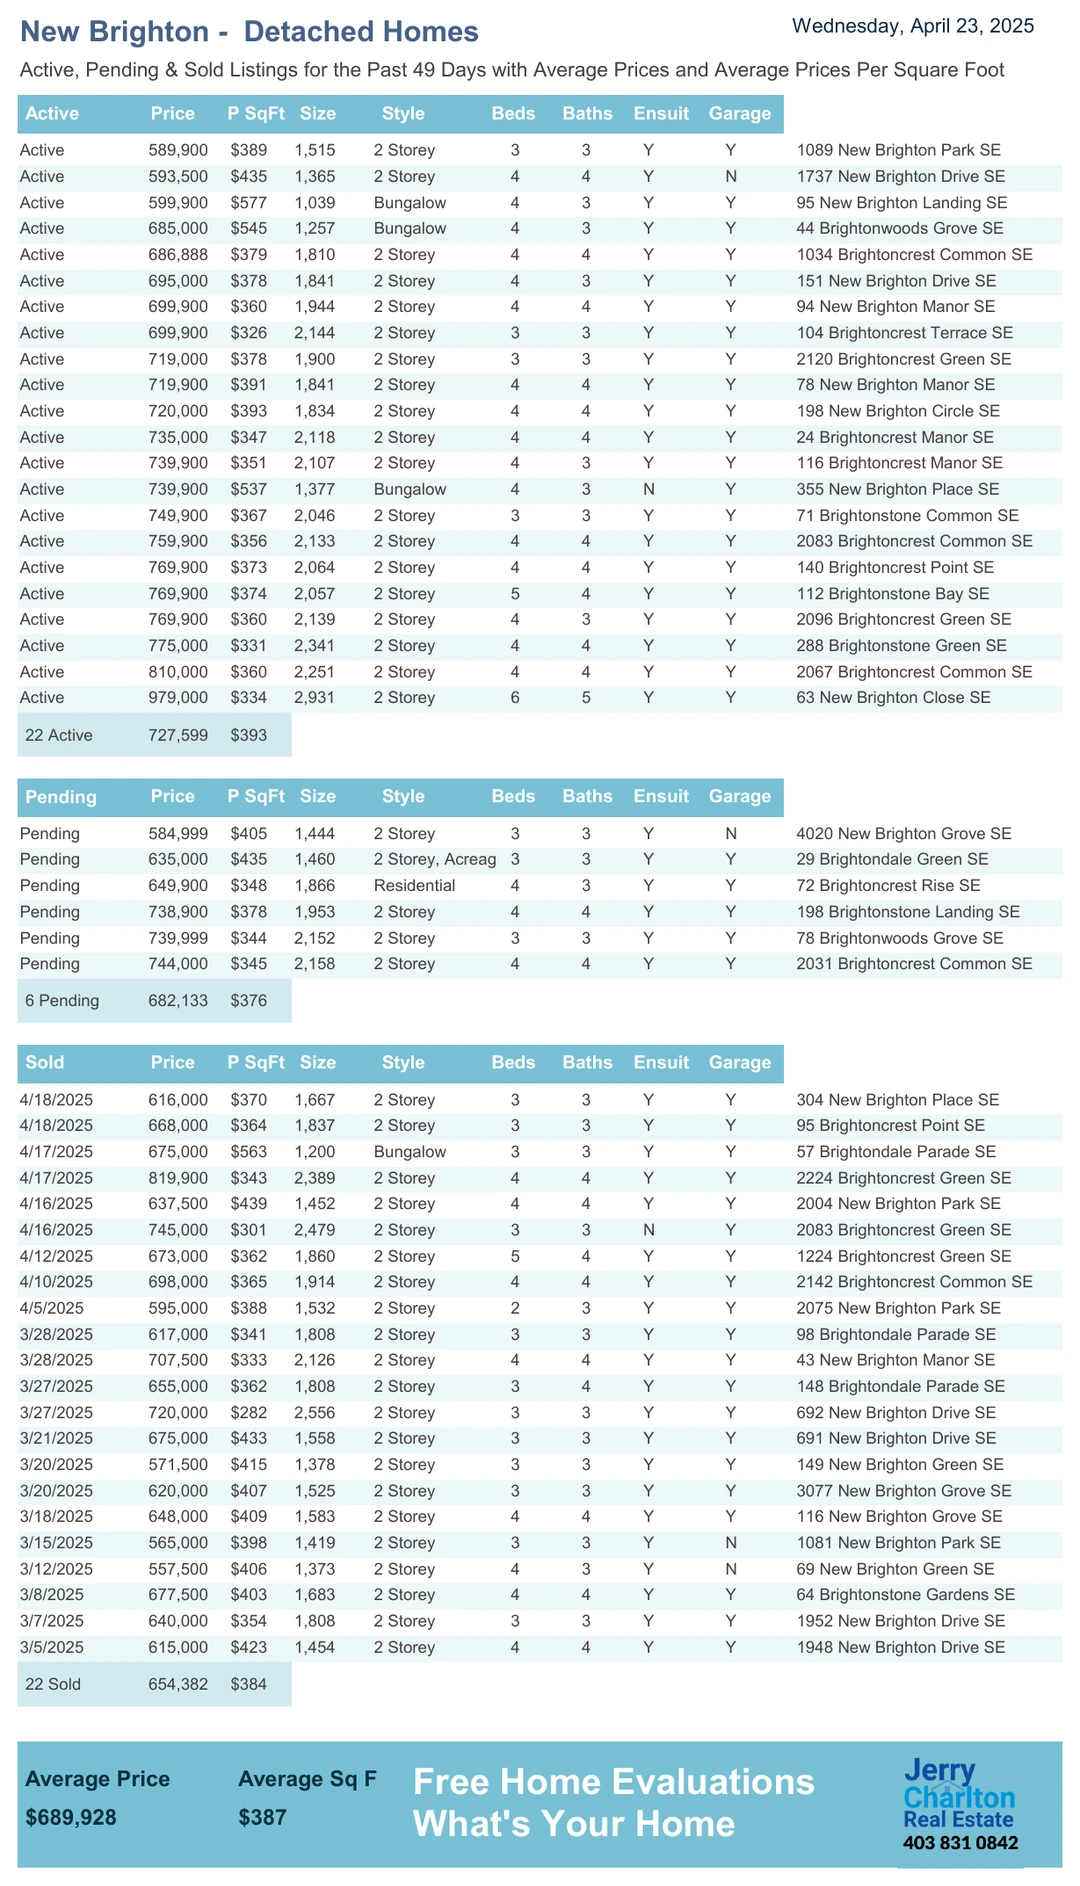 New Brighton -  Detached Homes
Wednesday, April 23, 2025
Active, Pending & Sold Listings for the Past 49 Days with Average Prices and Average Prices Per Square Foot
Active Price P SqFt Size Style Beds Baths Ensuit Garage
Active 589,900 $389 1,515 2 Storey 3 3 Y Y 1089 New Brighton Park SE
Active 593,500 $435 1,365 2 Storey 4 4 Y N 1737 New Brighton Drive SE
Active 599,900 $577 1,039 Bungalow 4 3 Y Y 95 New Brighton Landing SE
Active 685,000 $545 1,257 Bungalow 4 3 Y Y 44 Brightonwoods Grove SE
Active 686,888 $379 1,810 2 Storey 4 4 Y Y 1034 Brightoncrest Common SE
Active 695,000 $378 1,841 2 Storey 4 3 Y Y 151 New Brighton Drive SE
Active 699,900 $360 1,944 2 Storey 4 4 Y Y 94 New Brighton Manor SE
Active 699,900 $326 2,144 2 Storey 3 3 Y Y 104 Brightoncrest Terrace SE
Active 719,000 $378 1,900 2 Storey 3 3 Y Y 2120 Brightoncrest Green SE
Active 719,900 $391 1,841 2 Storey 4 4 Y Y 78 New Brighton Manor SE
Active 720,000 $393 1,834 2 Storey 4 4 Y Y 198 New Brighton Circle SE
Active 735,000 $347 2,118 2 Storey 4 4 Y Y 24 Brightoncrest Manor SE
Active 739,900 $351 2,107 2 Storey 4 3 Y Y 116 Brightoncrest Manor SE
Active 739,900 $537 1,377 Bungalow 4 3 N Y 355 New Brighton Place SE
Active 749,900 $367 2,046 2 Storey 3 3 Y Y 71 Brightonstone Common SE
Active 759,900 $356 2,133 2 Storey 4 4 Y Y 2083 Brightoncrest Common SE
Active 769,900 $373 2,064 2 Storey 4 4 Y Y 140 Brightoncrest Point SE
Active 769,900 $374 2,057 2 Storey 5 4 Y Y 112 Brightonstone Bay SE
Active 769,900 $360 2,139 2 Storey 4 3 Y Y 2096 Brightoncrest Green SE
Active 775,000 $331 2,341 2 Storey 4 4 Y Y 288 Brightonstone Green SE
Active 810,000 $360 2,251 2 Storey 4 4 Y Y 2067 Brightoncrest Common SE
Active 979,000 $334 2,931 2 Storey 6 5 Y Y 63 New Brighton Close SE
22 Active 727,599 $393
Pending Price P SqFt Size Style Beds Baths Ensuit Garage
Pending 584,999 $405 1,444 2 Storey 3 3 Y N 4020 New Brighton Grove SE
Pending 635,000 $435 1,460 2 Storey, Acreag 3 3 Y Y 29 Brightondale Green SE
Pending 649,900 $348 1,866 Residential 4 3 Y Y 72 Brightoncrest Rise SE
Pending 738,900 $378 1,953 2 Storey 4 4 Y Y 198 Brightonstone Landing SE
Pending 739,999 $344 2,152 2 Storey 3 3 Y Y 78 Brightonwoods Grove SE
Pending 744,000 $345 2,158 2 Storey 4 4 Y Y 2031 Brightoncrest Common SE
6 Pending 682,133 $376
Sold Price P SqFt Size Style Beds Baths Ensuit Garage
4/18/2025 616,000 $370 1,667 2 Storey 3 3 Y Y 304 New Brighton Place SE
4/18/2025 668,000 $364 1,837 2 Storey 3 3 Y Y 95 Brightoncrest Point SE
4/17/2025 675,000 $563 1,200 Bungalow 3 3 Y Y 57 Brightondale Parade SE
4/17/2025 819,900 $343 2,389 2 Storey 4 4 Y Y 2224 Brightoncrest Green SE
4/16/2025 637,500 $439 1,452 2 Storey 4 4 Y Y 2004 New Brighton Park SE
4/16/2025 745,000 $301 2,479 2 Storey 3 3 N Y 2083 Brightoncrest Green SE
4/12/2025 673,000 $362 1,860 2 Storey 5 4 Y Y 1224 Brightoncrest Green SE
4/10/2025 698,000 $365 1,914 2 Storey 4 4 Y Y 2142 Brightoncrest Common SE
4/5/2025 595,000 $388 1,532 2 Storey 2 3 Y Y 2075 New Brighton Park SE
3/28/2025 617,000 $341 1,808 2 Storey 3 3 Y Y 98 Brightondale Parade SE
3/28/2025 707,500 $333 2,126 2 Storey 4 4 Y Y 43 New Brighton Manor SE
3/27/2025 655,000 $362 1,808 2 Storey 3 4 Y Y 148 Brightondale Parade SE
3/27/2025 720,000 $282 2,556 2 Storey 3 3 Y Y 692 New Brighton Drive SE
3/21/2025 675,000 $433 1,558 2 Storey 3 3 Y Y 691 New Brighton Drive SE
3/20/2025 571,500 $415 1,378 2 Storey 3 3 Y Y 149 New Brighton Green SE
3/20/2025 620,000 $407 1,525 2 Storey 3 3 Y Y 3077 New Brighton Grove SE
3/18/2025 648,000 $409 1,583 2 Storey 4 4 Y Y 116 New Brighton Grove SE
3/15/2025 565,000 $398 1,419 2 Storey 3 3 Y N 1081 New Brighton Park SE
3/12/2025 557,500 $406 1,373 2 Storey 4 3 Y N 69 New Brighton Green SE
3/8/2025 677,500 $403 1,683 2 Storey 4 4 Y Y 64 Brightonstone Gardens SE
3/7/2025 640,000 $354 1,808 2 Storey 3 3 Y Y 1952 New Brighton Drive SE
3/5/2025 615,000 $423 1,454 2 Storey 4 4 Y Y 1948 New Brighton Drive SE
22 Sold 654,382 $384
Average Price Average Sq F
$689,928 $387
Free Home Evaluations
What's Your Home
Jerry
Charlton
Real Estate
403 831 0842